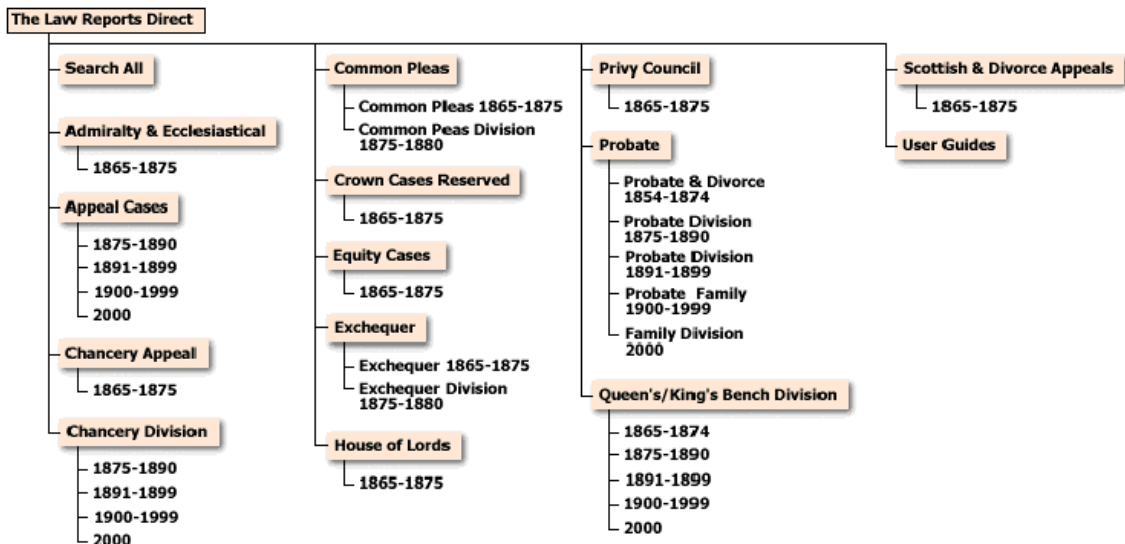 The Law Reports Direct
Search All
Admiralty & Ecclesiastical
1865-1875
Appeal Cases
1875-1890
1891-1899
1900-1999
2000
Chancery Appeal
1865-1875
Chancery Division
1875-1890
1891-1899
1900-1999
2000
Common Pleas
Common Pleas 1865-1875
Common Peas Division
1875-1880
Crown Cases Reserved
1865-1875
Equity Cases
1865-1875
Exchequer
Exchequer 1865-1875
Exchequer Division
1875-1880
House of Lords
1865-1875
Privy Council
1865-1875
Probate
Probate & Divorce
1854-1874
Probate Division
1875-1890
Probate Division
1891-1899
Probate Family
1900-1999
Family Division
2000
Queen's/King's Bench Division
1865-1874
1875-1890
1891-1899
1900-1999
2000
Scottish & Divorce Appeals
1865-1875
User Guides